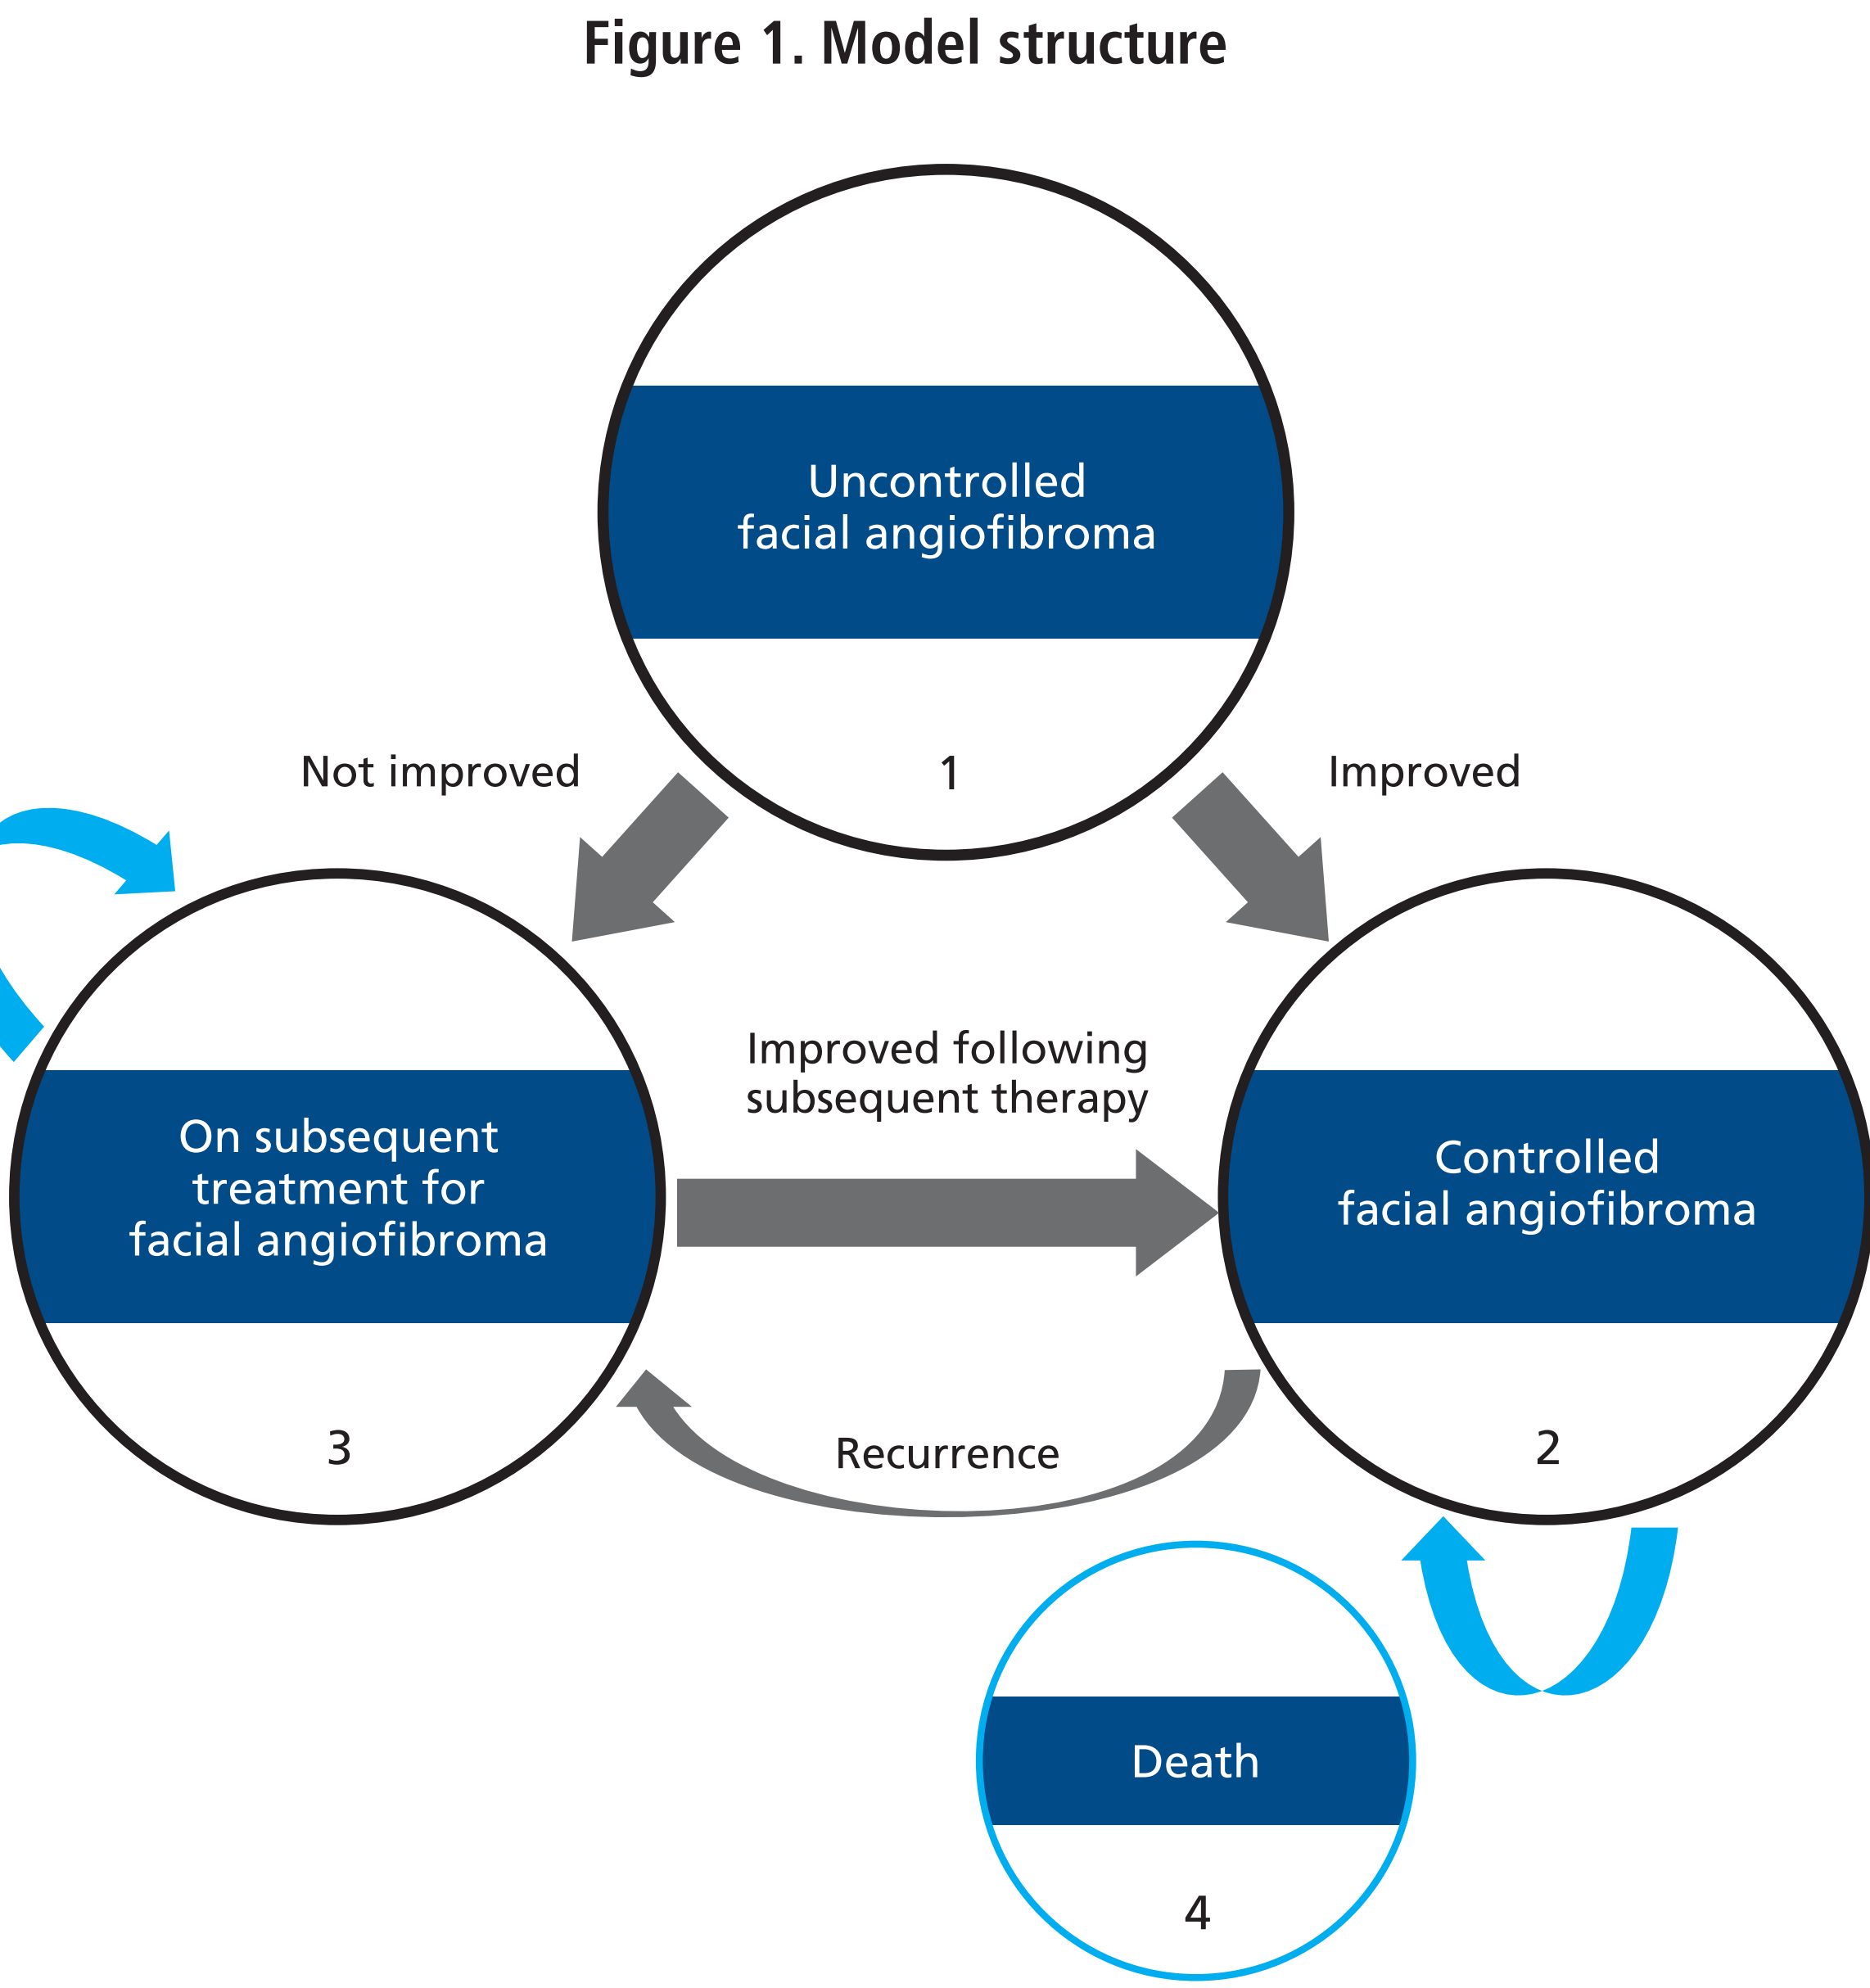 Figure 1. Model structure
Uncontrolled
facial angiofibroma
1
Not improved
Improved
Improved following
subsequent therapy
On subsequent
treatment for
facial angiofibroma
3
Controlled
facial angiofibroma
2
Recurrence
Death
4